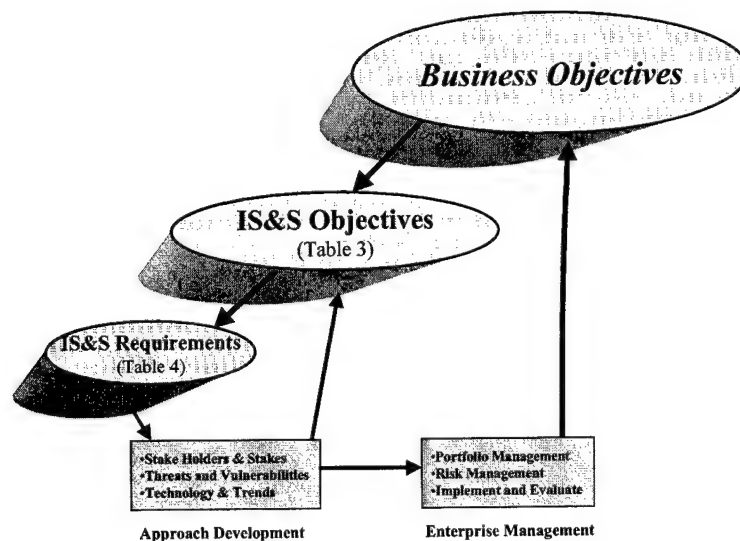 Business Objectives
IS&S Objectives
(Table 3)
IS&S Requirements
(Table 4)
•Stake Holders & Stakes
•Threats and Vulnerabilities
•Technology & Trends
Approach Development
•Portfolio Management
•Risk Management
•Implement and Evaluate
Enterprise Management